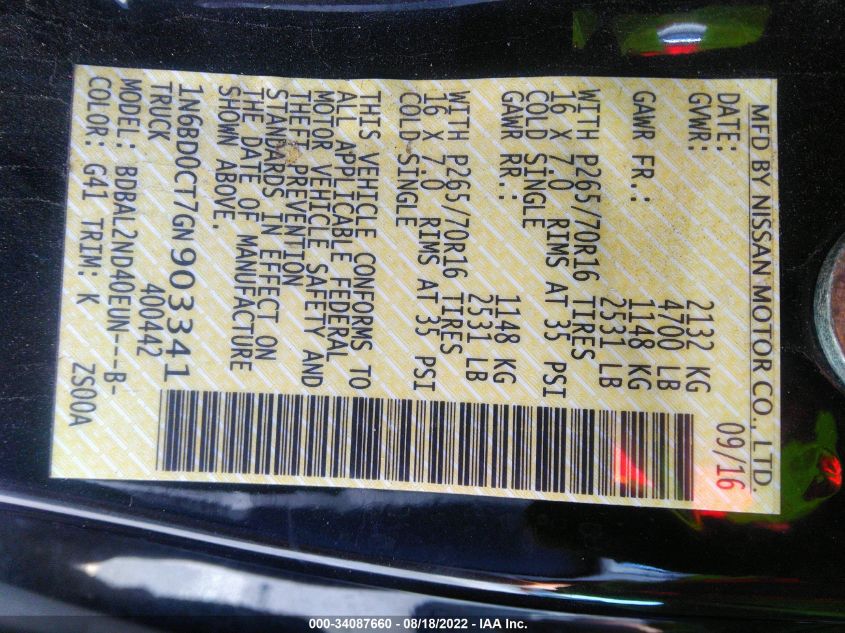 MFD BY NISSAN MOTOR CO., LTD.
DATE: 09/16
GVWR: 2132 KG
4700 LB
GAWR FR.: 1148 KG
2531 LB
WITH P265/70R16 TIRES
16 X 7.0 RIMS AT 35 PSI
COLD SINGLE
GAWR RR.: 1148 KG
2531 LB
WITH P265/70R16 TIRES
16 X 7.0 RIMS AT 35 PSI
COLD SINGLE
THIS VEHICLE CONFORMS TO
ALL APPLICABLE FEDERAL
MOTOR VEHICLE SAFETY AND
THEFT PREVENTION
STANDARDS IN EFFECT ON
THE DATE OF MANUFACTURE
SHOWN ABOVE.
1N6BD0CT7GN903341
TRUCK 400442
MODEL: BDBAL2ND40EUN---B-
COLOR: G41 TRIM: K ZS00A
000-34087660 - 08/18/2022 - IAA Inc.